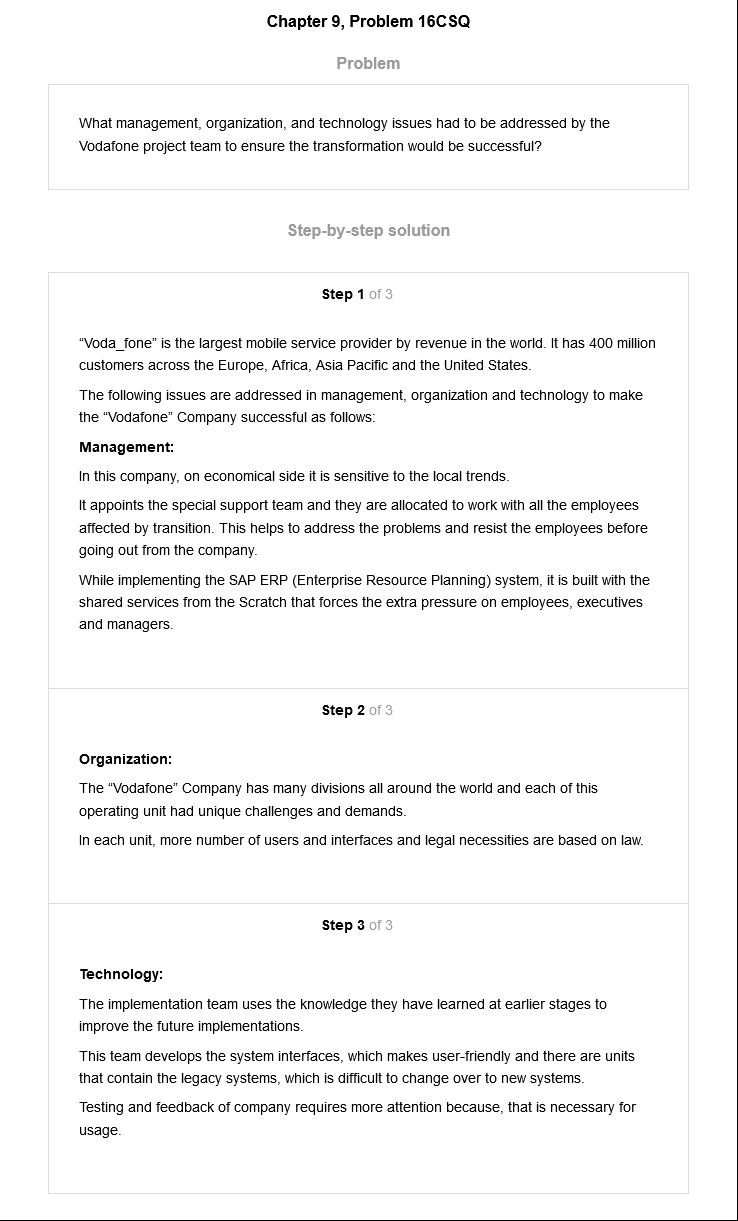 Chapter 9, Problem 16CSQ
Problem
What management, organization, and technology issues had to be addressed by the
Vodafone project team to ensure the transformation would be successful?
Step-by-step solution
Step 1 of 3
“Voda_fone” is the largest mobile service provider by revenue in the world. It has 400 million
customers across the Europe, Africa, Asia Pacific and the United States.
The following issues are addressed in management, organization and technology to make
the “Vodafone” Company successful as follows:
Management:
In this company, on economical side it is sensitive to the local trends.
It appoints the special support team and they are allocated to work with all the employees
affected by transition. This helps to address the problems and resist the employees before
going out from the company.
While implementing the SAP ERP (Enterprise Resource Planning) system, it is built with the
shared services from the Scratch that forces the extra pressure on employees, executives
and managers.
Step 2 of 3
Organization:
The “Vodafone” Company has many divisions all around the world and each of this
operating unit had unique challenges and demands.
In each unit, more number of users and interfaces and legal necessities are based on law.
Step 3 of 3
Technology:
The implementation team uses the knowledge they have learned at earlier stages to
improve the future implementations.
This team develops the system interfaces, which makes user-friendly and there are units
that contain the legacy systems, which is difficult to change over to new systems.
Testing and feedback of company requires more attention because, that is necessary for
usage.